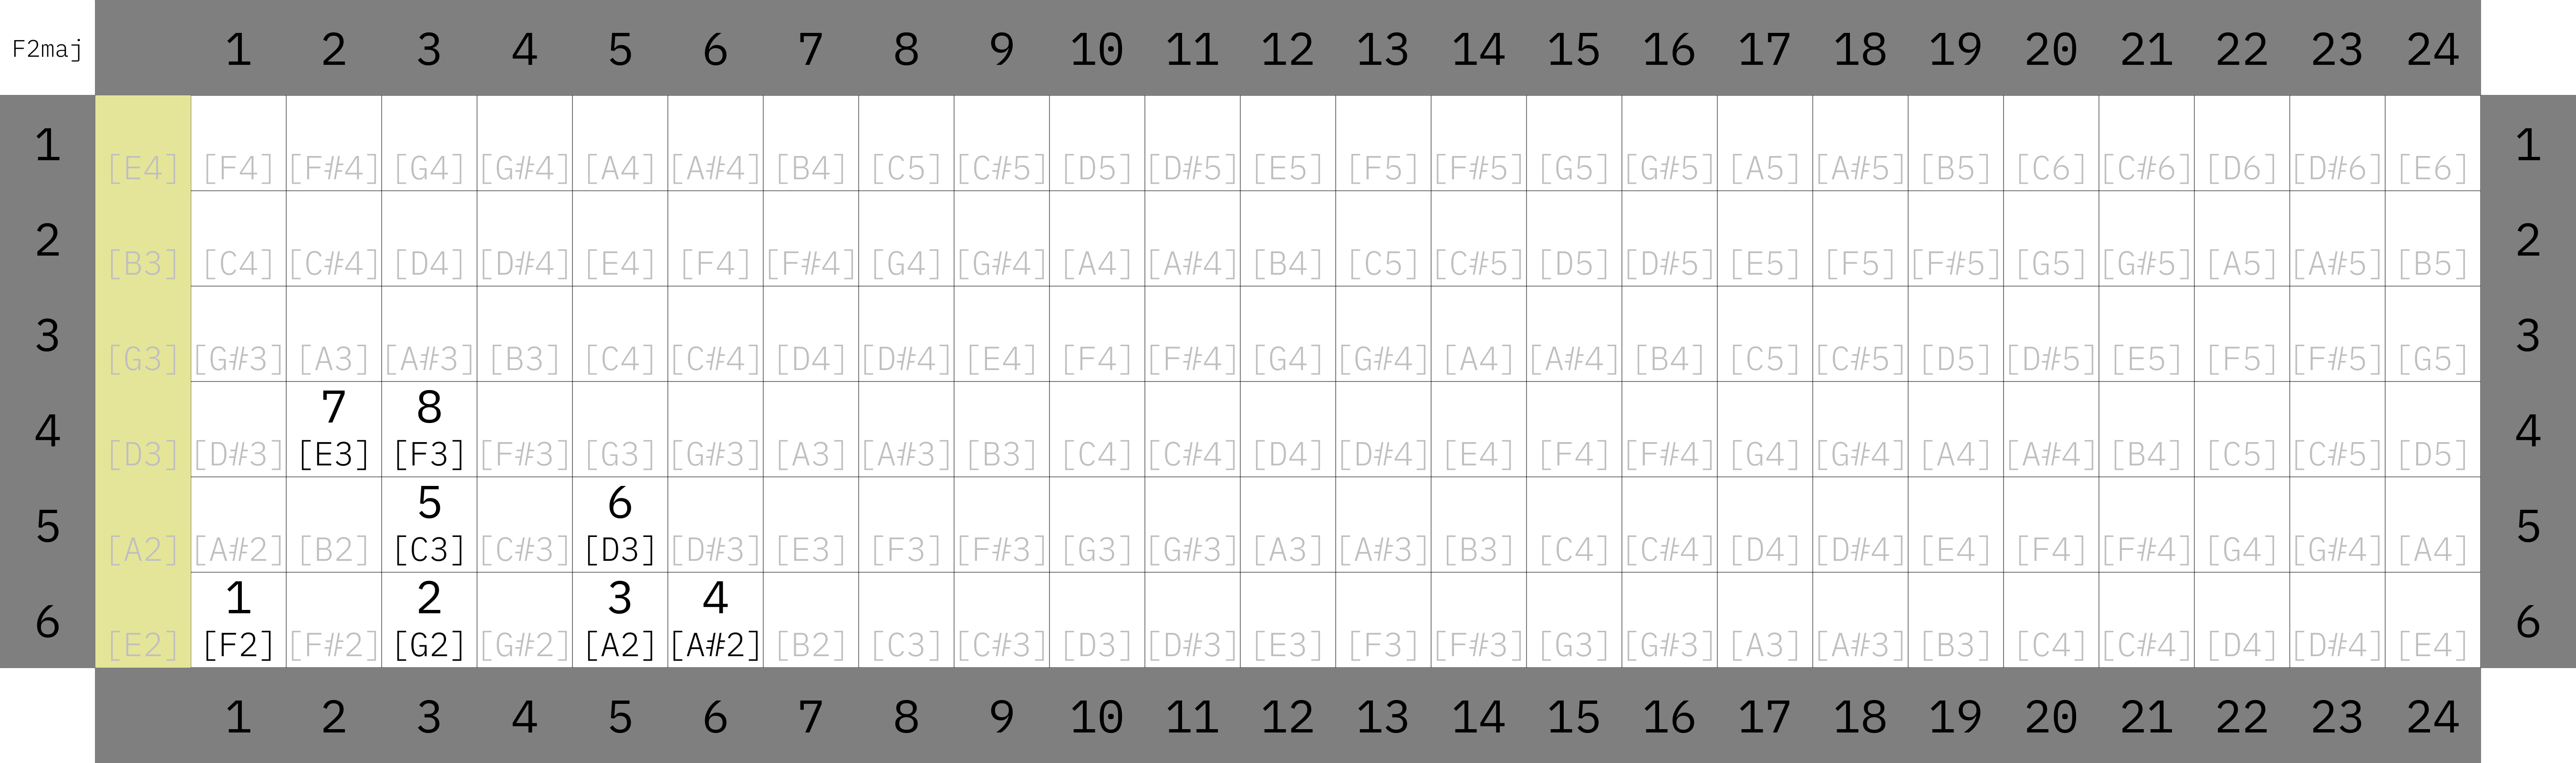 F2maj 1 2 3 4 5 6 7 8 9 10 11 12 13 14 15 16 17 18 19 20 21 22 23 24
1 [E4] [F4] [F#4] [G4] [G#4] [A4] [A#4] [B4] [C5] [C#5] [D5] [D#5] [E5] [F5] [F#5] [G5] [G#5] [A5] [A#5] [B5] [C6] [C#6] [D6] [D#6] [E6] 1
2 [B3] [C4] [C#4] [D4] [D#4] [E4] [F4] [F#4] [G4] [G#4] [A4] [A#4] [B4] [C5] [C#5] [D5] [D#5] [E5] [F5] [F#5] [G5] [G#5] [A5] [A#5] [B5] 2
3 [G3] [G#3] [A3] [A#3] [B3] [C4] [C#4] [D4] [D#4] [E4] [F4] [F#4] [G4] [G#4] [A4] [A#4] [B4] [C5] [C#5] [D5] [D#5] [E5] [F5] [F#5] [G5] 3
7 8
4 [D3] [D#3] [E3] [F3] [F#3] [G3] [G#3] [A3] [A#3] [B3] [C4] [C#4] [D4] [D#4] [E4] [F4] [F#4] [G4] [G#4] [A4] [A#4] [B4] [C5] [C#5] [D5] 4
5 6
5 [A2] [A#2] [B2] [C3] [C#3] [D3] [D#3] [E3] [F3] [F#3] [G3] [G#3] [A3] [A#3] [B3] [C4] [C#4] [D4] [D#4] [E4] [F4] [F#4] [G4] [G#4] [A4] 5
1 2 3 4
6 [E2] [F2] [F#2] [G2] [G#2] [A2] [A#2] [B2] [C3] [C#3] [D3] [D#3] [E3] [F3] [F#3] [G3] [G#3] [A3] [A#3] [B3] [C4] [C#4] [D4] [D#4] [E4] 6
1 2 3 4 5 6 7 8 9 10 11 12 13 14 15 16 17 18 19 20 21 22 23 24